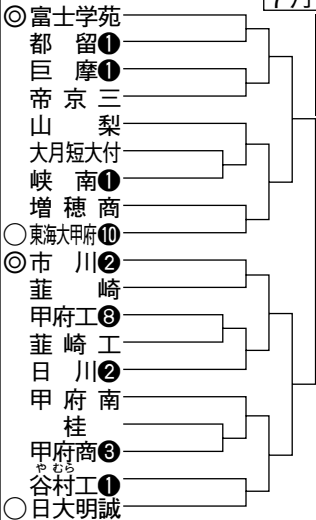 ◎富士学苑
都留❶
巨摩❶
帝京三
山梨
大月短大付
峡南❶
増穂商
○東海大甲府❿
◎市川❷
韮崎
甲府工❽
韮崎工
日川❷
甲府南
桂
甲府商❸
やむら
谷村工❶
○日大明誠